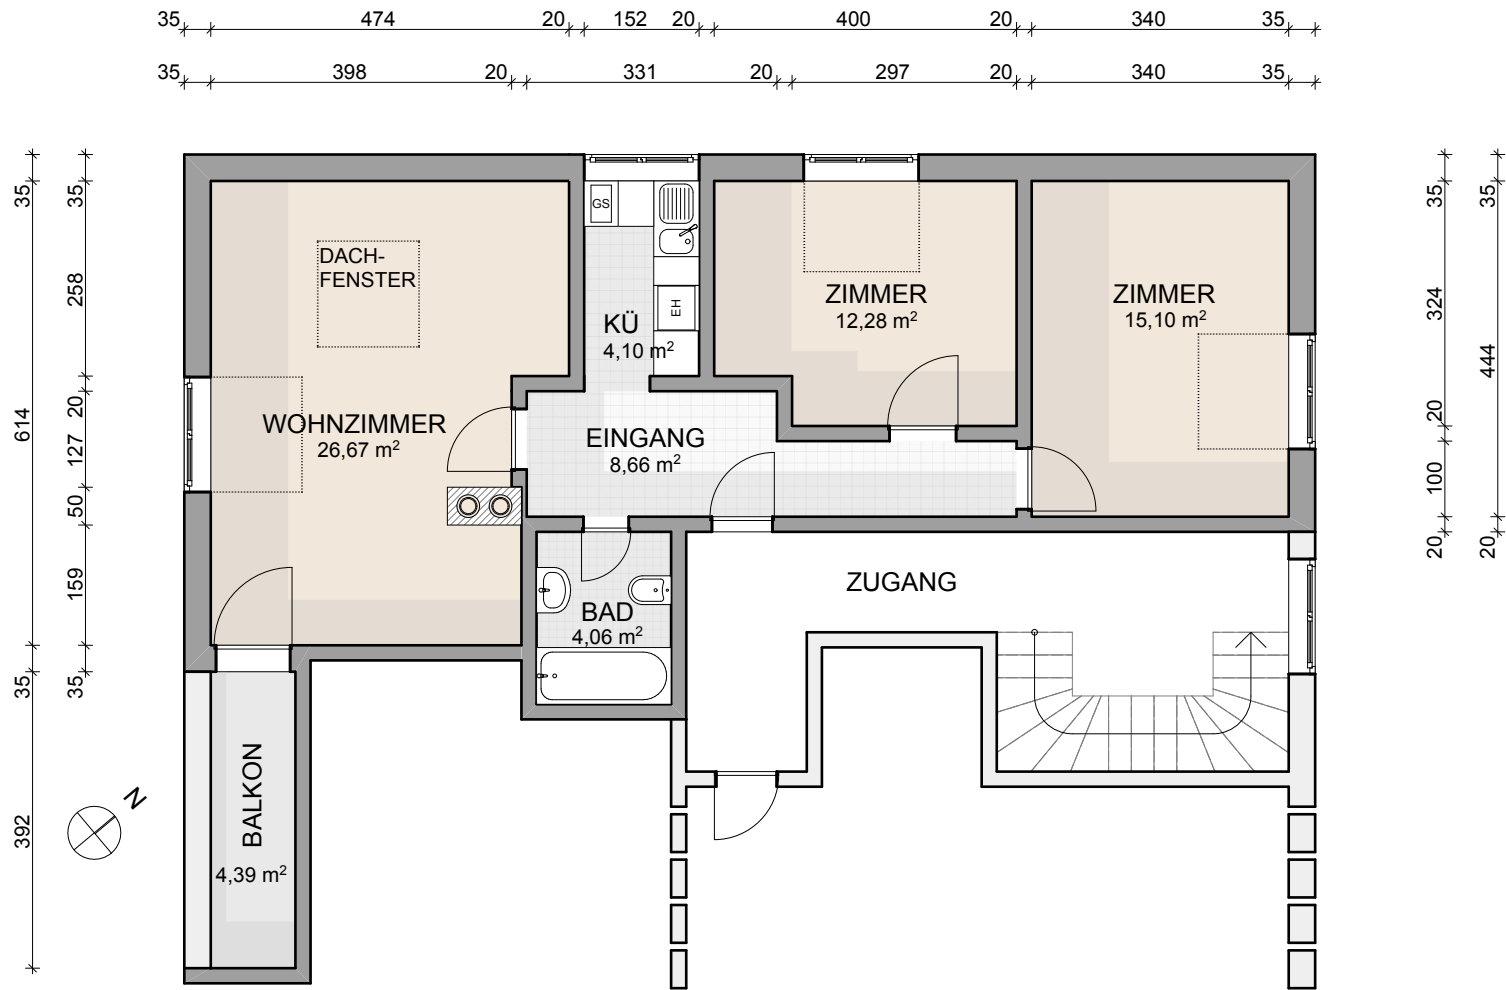 35 474 20 152 20 400 20 340 35
35 398 20 331 20 297 20 340 35
35
614
35
392
35
258
20
127
50
159
35
35
324
20
100
20
35
444
20
GS
EH
DACH-
FENSTER
KÜ
4,10 m²
ZIMMER
12,28 m²
ZIMMER
15,10 m²
WOHNZIMMER
26,67 m²
EINGANG
8,66 m²
ZUGANG
BAD
4,06 m²
BALKON
4,39 m²
N